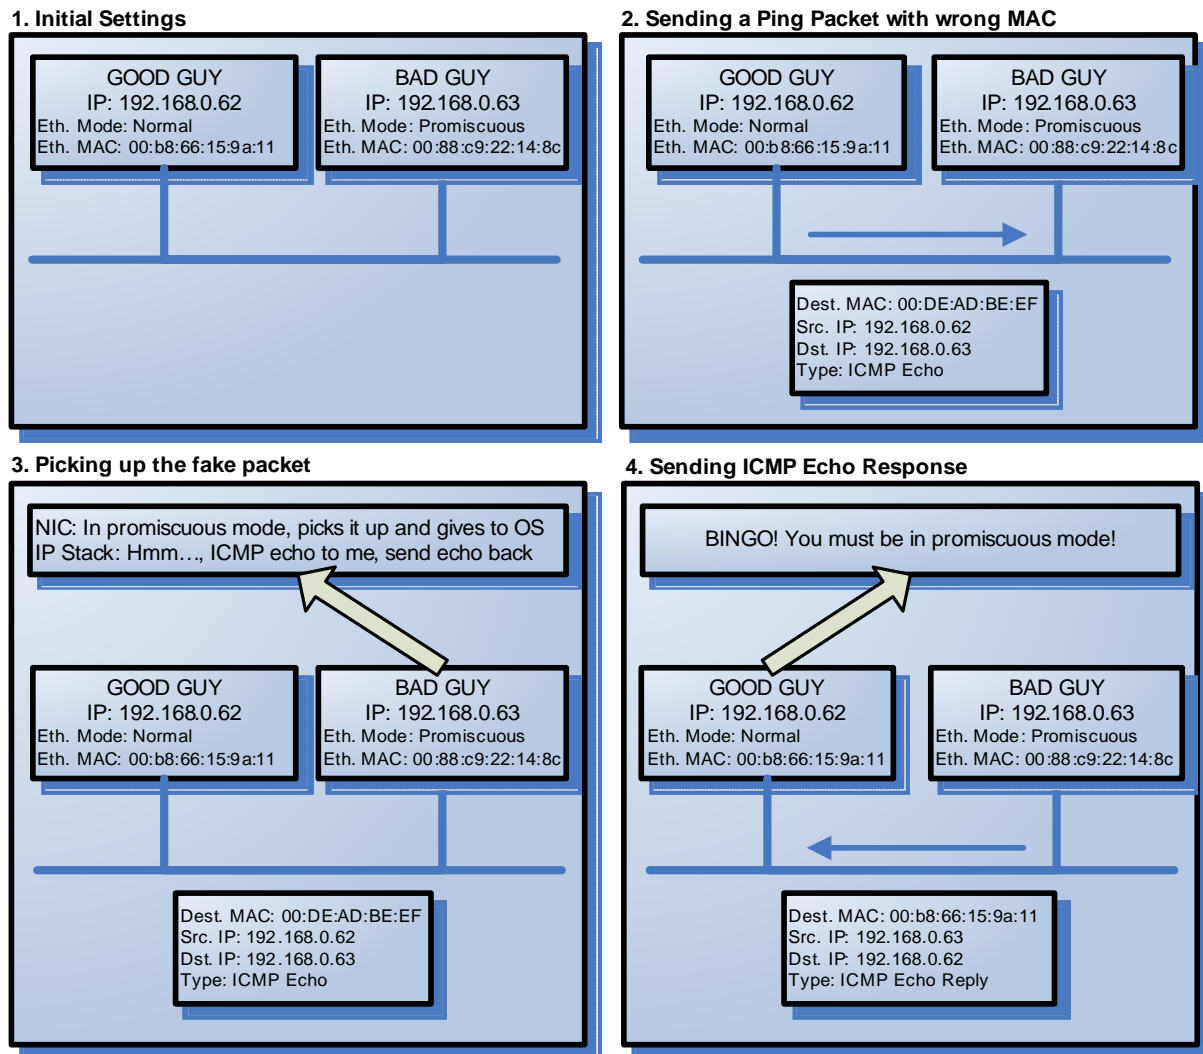 1. Initial Settings
GOOD GUY
IP: 192.168.0.62
Eth. Mode: Normal
Eth. MAC: 00:b8:66:15:9a:11
BAD GUY
IP: 192.168.0.63
Eth. Mode: Promiscuous
Eth. MAC: 00:88:c9:22:14:8c
2. Sending a Ping Packet with wrong MAC
GOOD GUY
IP: 192.168.0.62
Eth. Mode: Normal
Eth. MAC: 00:b8:66:15:9a:11
BAD GUY
IP: 192.168.0.63
Eth. Mode: Promiscuous
Eth. MAC: 00:88:c9:22:14:8c
Dest. MAC: 00:DE:AD:BE:EF
Src. IP: 192.168.0.62
Dst. IP: 192.168.0.63
Type: ICMP Echo
3. Picking up the fake packet
NIC: In promiscuous mode, picks it up and gives to OS
IP Stack: Hmm…, ICMP echo to me, send echo back
GOOD GUY
IP: 192.168.0.62
Eth. Mode: Normal
Eth. MAC: 00:b8:66:15:9a:11
BAD GUY
IP: 192.168.0.63
Eth. Mode: Promiscuous
Eth. MAC: 00:88:c9:22:14:8c
Dest. MAC: 00:DE:AD:BE:EF
Src. IP: 192.168.0.62
Dst. IP: 192.168.0.63
Type: ICMP Echo
4. Sending ICMP Echo Response
BINGO! You must be in promiscuous mode!
GOOD GUY
IP: 192.168.0.62
Eth. Mode: Normal
Eth. MAC: 00:b8:66:15:9a:11
BAD GUY
IP: 192.168.0.63
Eth. Mode: Promiscuous
Eth. MAC: 00:88:c9:22:14:8c
Dest. MAC: 00:b8:66:15:9a:11
Src. IP: 192.168.0.63
Dst. IP: 192.168.0.62
Type: ICMP Echo Reply